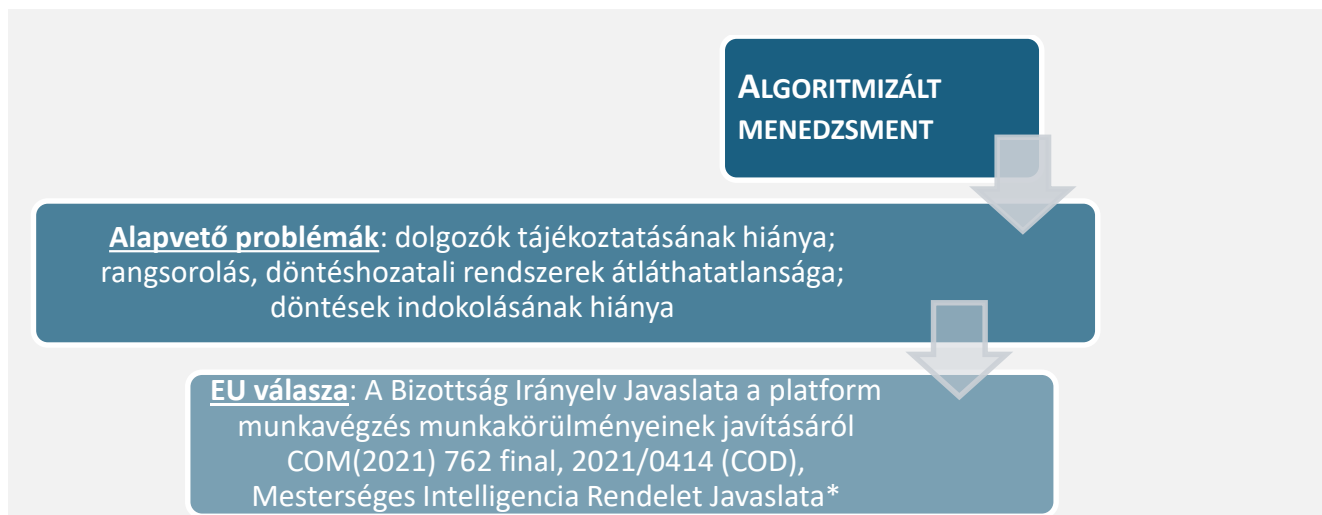 ALGORITMIZÁLT
MENEDZSMENT
Alapvető problémák: dolgozók tájékoztatásának hiánya;
rangsorolás, döntéshozatali rendszerek átláthatatlansága;
döntések indokolásának hiánya
EU válasza: A Bizottság Irányelv Javaslata a platform
munkavégzés munkakörülményeinek javításáról
COM(2021) 762 final, 2021/0414 (COD),
Mesterséges Intelligencia Rendelet Javaslata*